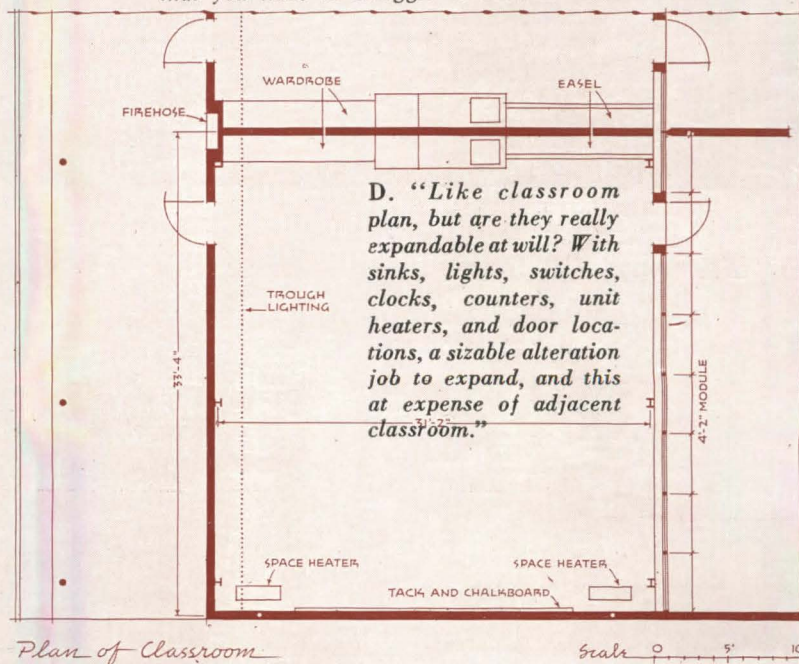 WARDROBE
EASEL
FIREHOSE
D. "Like classroom
plan, but are they really
expandable at will? With
sinks, lights, switches,
clocks, counters, unit
heaters, and door loca-
tions, a sizable alteration
job to expand, and this
at expense of adjacent
classroom."
TROUGH
LIGHTING
33'-4"
4'-2" MODULE
SPACE HEATER
SPACE HEATER
TACK AND CHALKBOARD
Plan of Classroom
Scale 0 5' 10